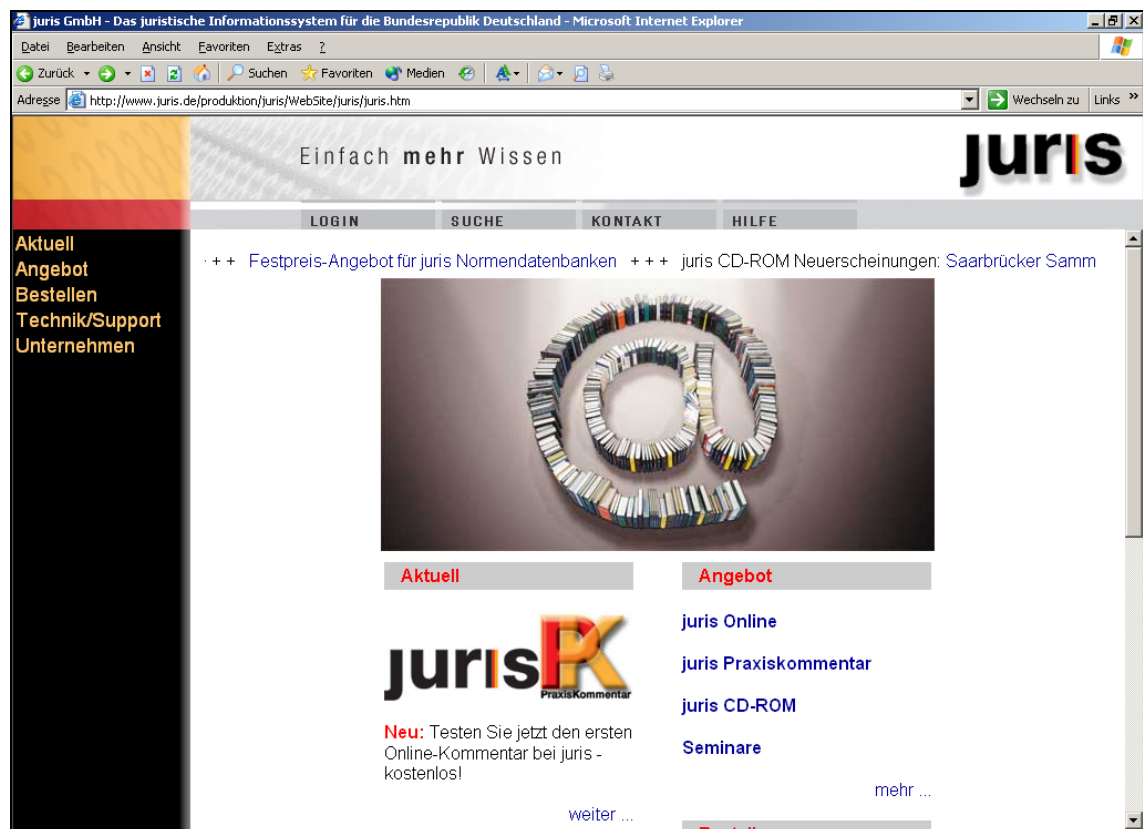 juris GmbH - Das juristische Informationssystem für die Bundesrepublik Deutschland - Microsoft Internet Explorer
Datei Bearbeiten Ansicht Favoriten Extras ?
Zurück Suchen Favoriten Medien
Adresse http://www.juris.de/produktion/juris/WebSite/juris/juris.htm Wechseln zu Links »
Einfach mehr Wissen
juris
LOGIN SUCHE KONTAKT HILFE
Aktuell
Angebot
Bestellen
Technik/Support
Unternehmen
+ + Festpreis-Angebot für juris Normendatenbanken + + + juris CD-ROM Neuerscheinungen: Saarbrücker Samm
Aktuell
juris PK
PraxisKommentar
Neu: Testen Sie jetzt den ersten
Online-Kommentar bei juris -
kostenlos!
weiter ...
Angebot
juris Online
juris Praxiskommentar
juris CD-ROM
Seminare
mehr ...